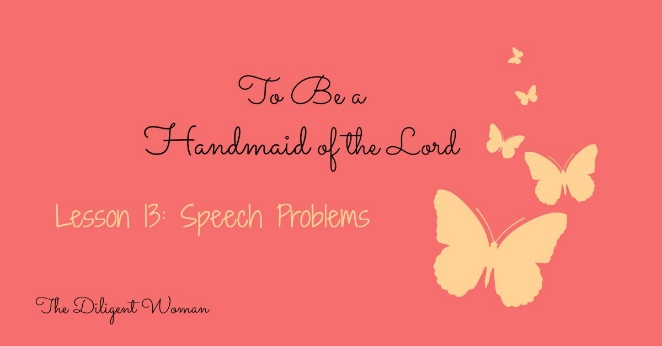 To Be a
Handmaid of the Lord
Lesson 13: Speech Problems
The Diligent Woman